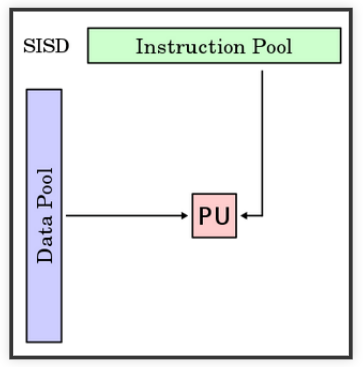 SISD
Instruction Pool
Data Pool
PU